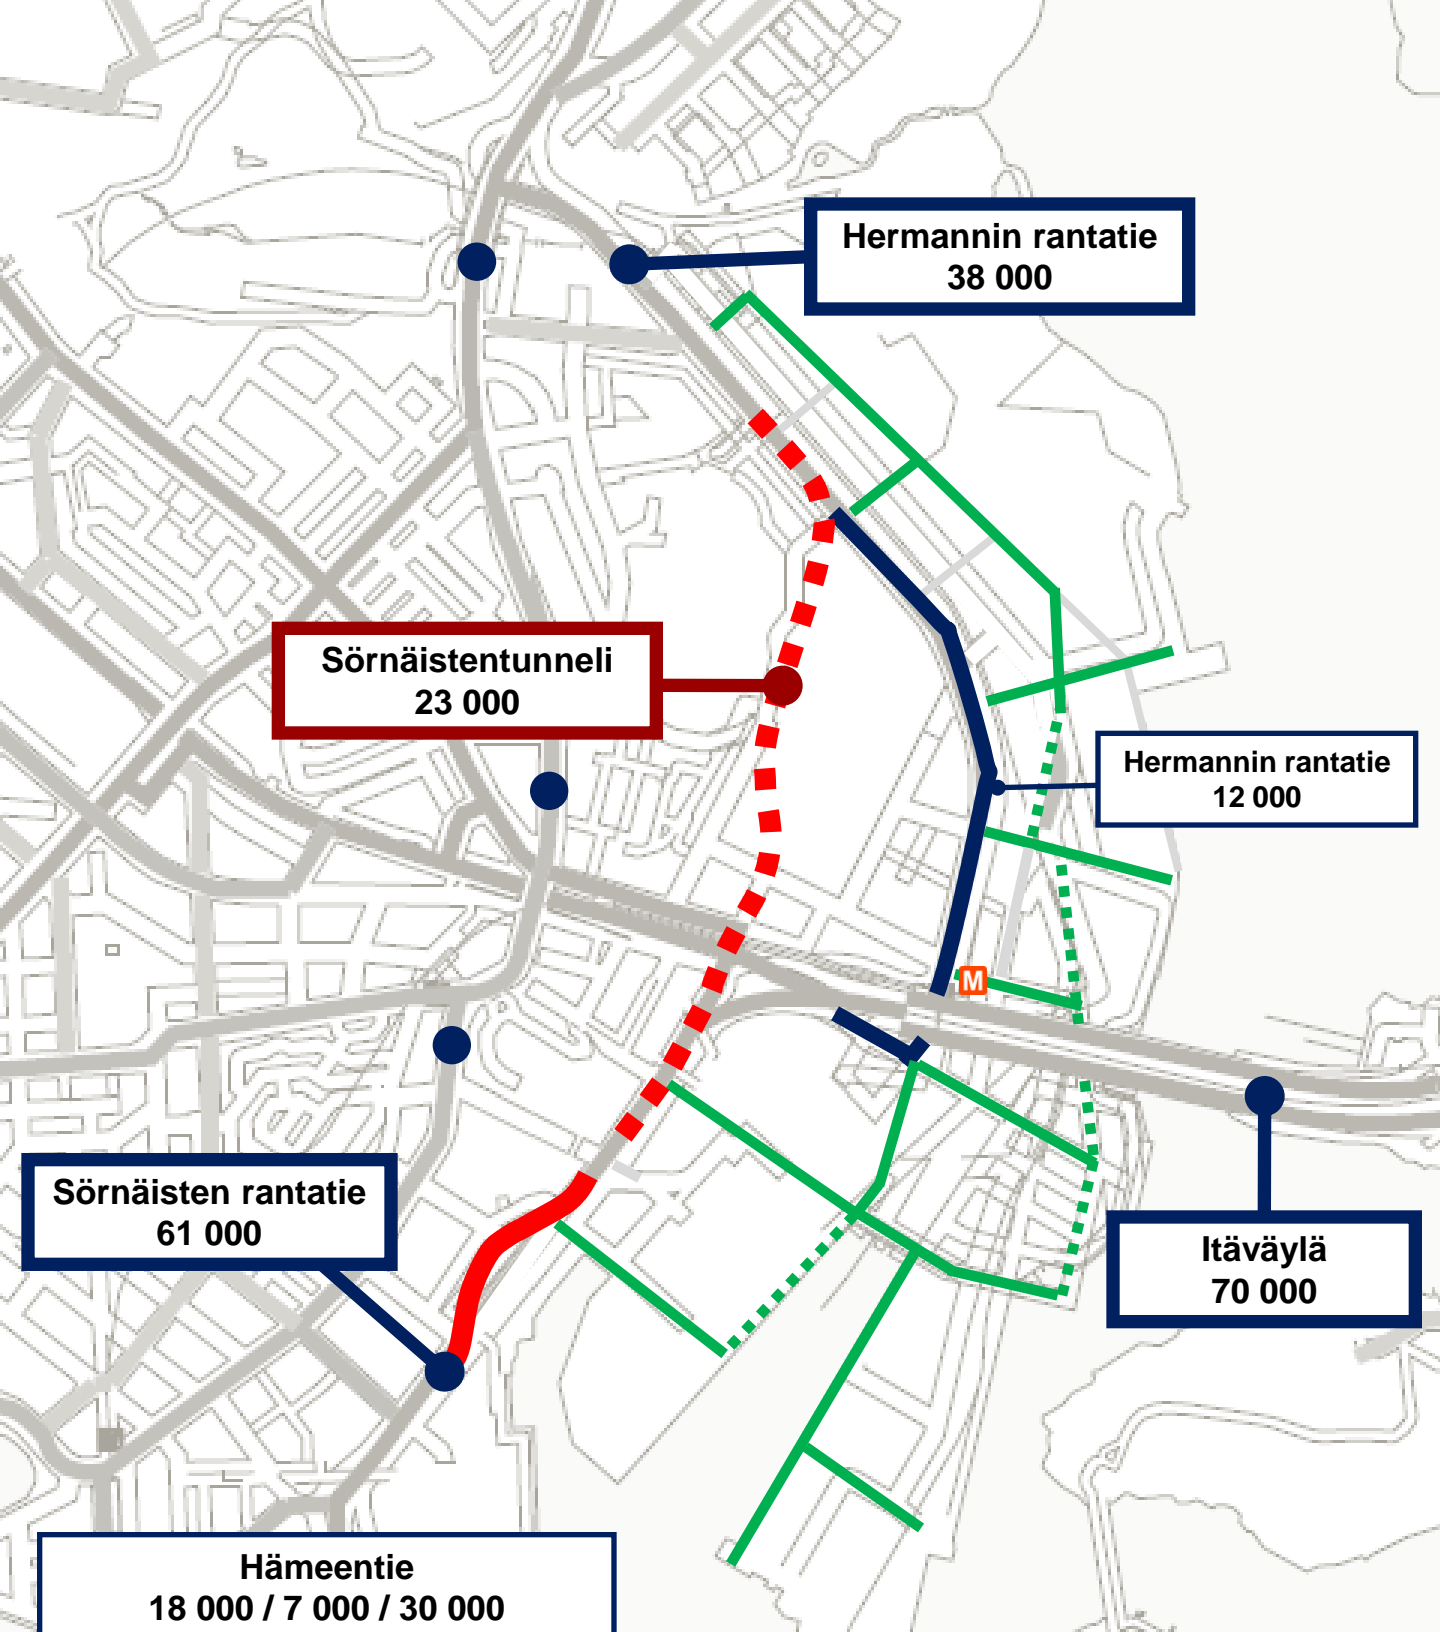 Hermannin rantatie
38 000
Sörnäistentunneli
23 000
Hermannin rantatie
12 000
M
Sörnäisten rantatie
61 000
Itäväylä
70 000
Hämeentie
18 000 / 7 000 / 30 000